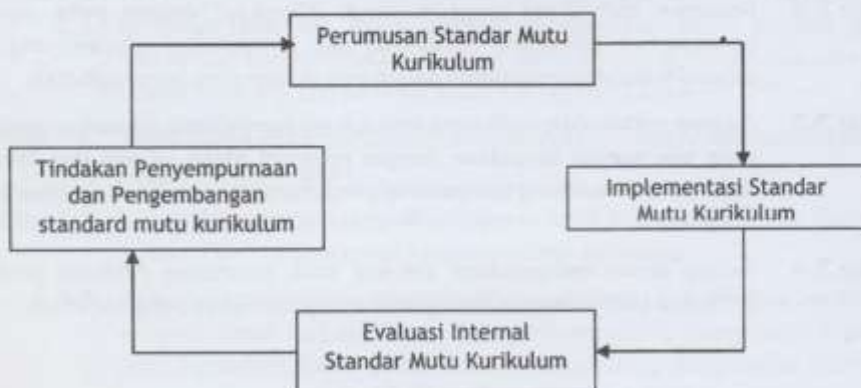 Perumusan Standar Mutu
Kurikulum
Tindakan Penyempurnaan
dan Pengembangan
standard mutu kurikulum
Implementasi Standar
Mutu Kurikulum
Evaluasi Internal
Standar Mutu Kurikulum